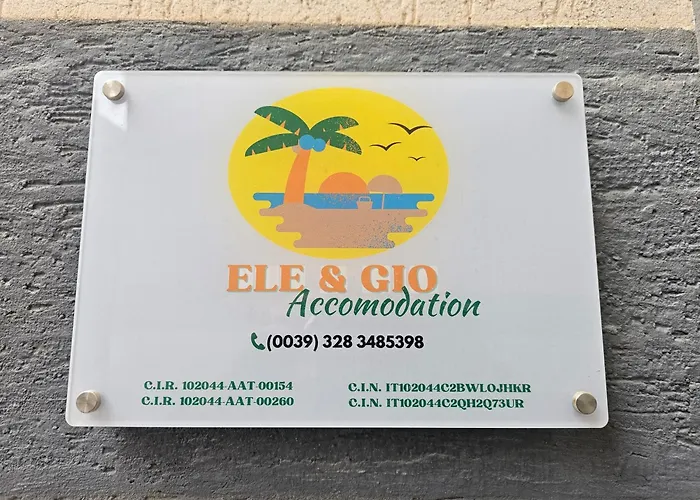 ELE & GIO
Accomodation
(0039) 328 3485398
C.I.R. 102044-AAT-00154
C.I.R. 102044-AAT-00260
C.I.N. IT102044C2BWLOJHKR
C.I.N. IT102044C2QH2Q73UR